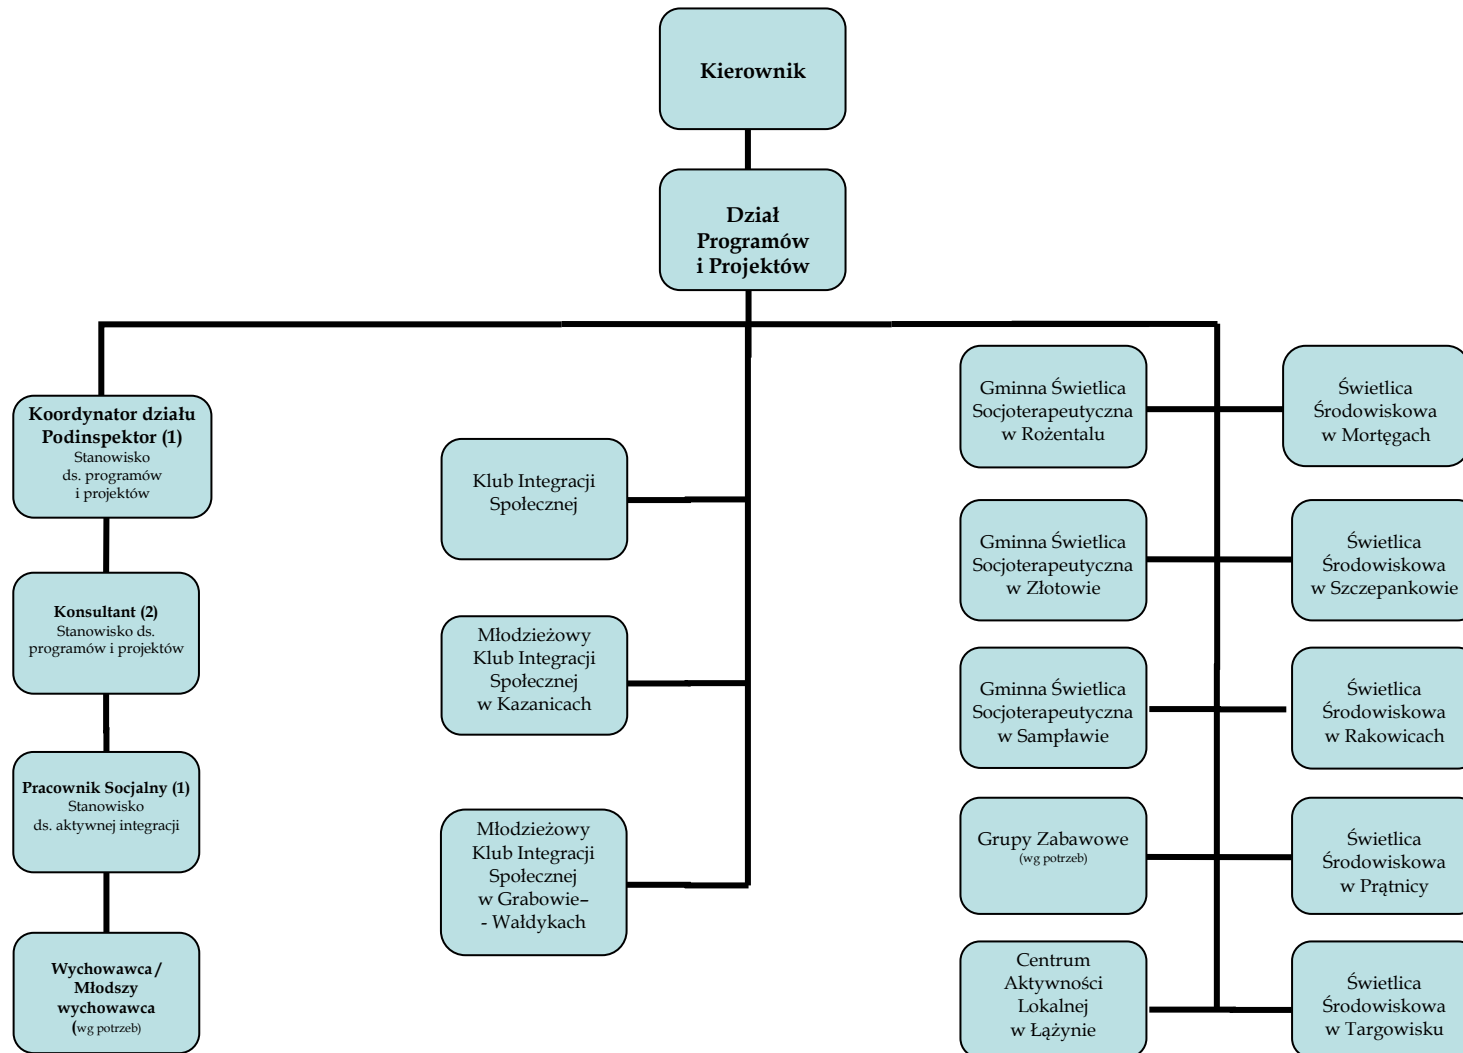 Kierownik
Dział
Programów
i Projektów
Koordynator działu
Podinspektor (1)
Stanowisko
ds. programów
i projektów
Konsultant (2)
Stanowisko ds.
programów i projektów
Pracownik Socjalny (1)
Stanowisko
ds. aktywnej integracji
Wychowawca /
Młodszy
wychowawca
(wg potrzeb)
Klub Integracji
Społecznej
Młodzieżowy
Klub Integracji
Społecznej
w Kazanicach
Młodzieżowy
Klub Integracji
Społecznej
w Grabowie–
- Wałdykach
Gminna Świetlica
Socjoterapeutyczna
w Rożentalu
Gminna Świetlica
Socjoterapeutyczna
w Złotowie
Gminna Świetlica
Socjoterapeutyczna
w Sampławie
Grupy Zabawowe
(wg potrzeb)
Centrum
Aktywności
Lokalnej
w Łążynie
Świetlica
Środowiskowa
w Mortęgach
Świetlica
Środowiskowa
w Szczepankowie
Świetlica
Środowiskowa
w Rakowicach
Świetlica
Środowiskowa
w Prątnicy
Świetlica
Środowiskowa
w Targowisku